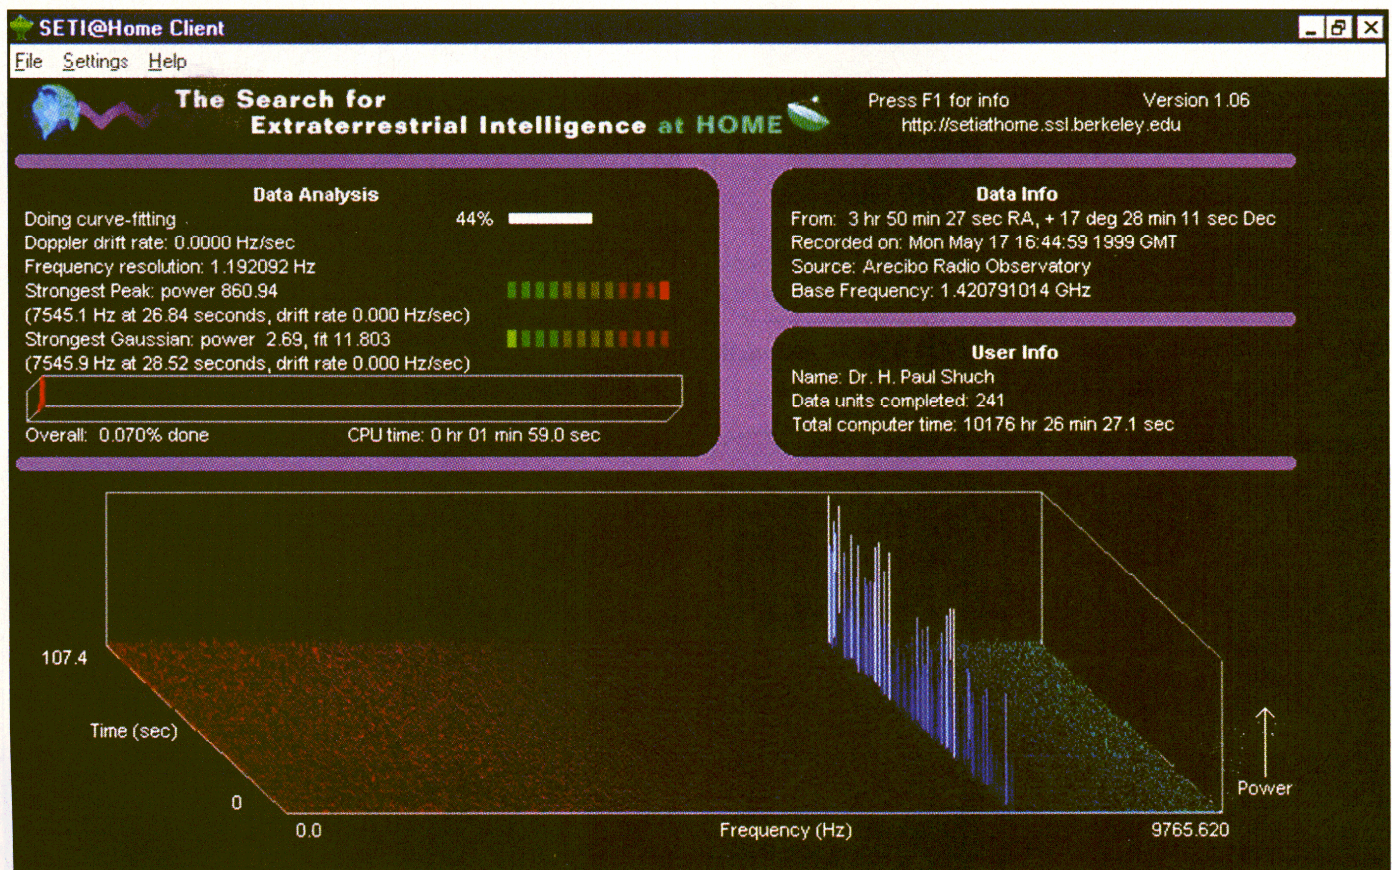 SETI@Home Client
File Settings Help
The Search for
Extraterrestrial Intelligence at HOME
Press F1 for info Version 1.06
http://setiathome.ssl.berkeley.edu
Data Analysis
Doing curve-fitting 44%
Doppler drift rate: 0.0000 Hz/sec
Frequency resolution: 1.192092 Hz
Strongest Peak: power 860.94
(7545.1 Hz at 26.84 seconds, drift rate 0.000 Hz/sec)
Strongest Gaussian: power 2.69, fit 11.803
(7545.9 Hz at 28.52 seconds, drift rate 0.000 Hz/sec)
Overall: 0.070% done CPU time: 0 hr 01 min 59.0 sec
Data Info
From: 3 hr 50 min 27 sec RA, + 17 deg 28 min 11 sec Dec
Recorded on: Mon May 17 16:44:59 1999 GMT
Source: Arecibo Radio Observatory
Base Frequency: 1.420791014 GHz
User Info
Name: Dr. H. Paul Shuch
Data units completed: 241
Total computer time: 10176 hr 26 min 27.1 sec
107.4
Time (sec)
0
0.0
Frequency (Hz)
9765.620
Power